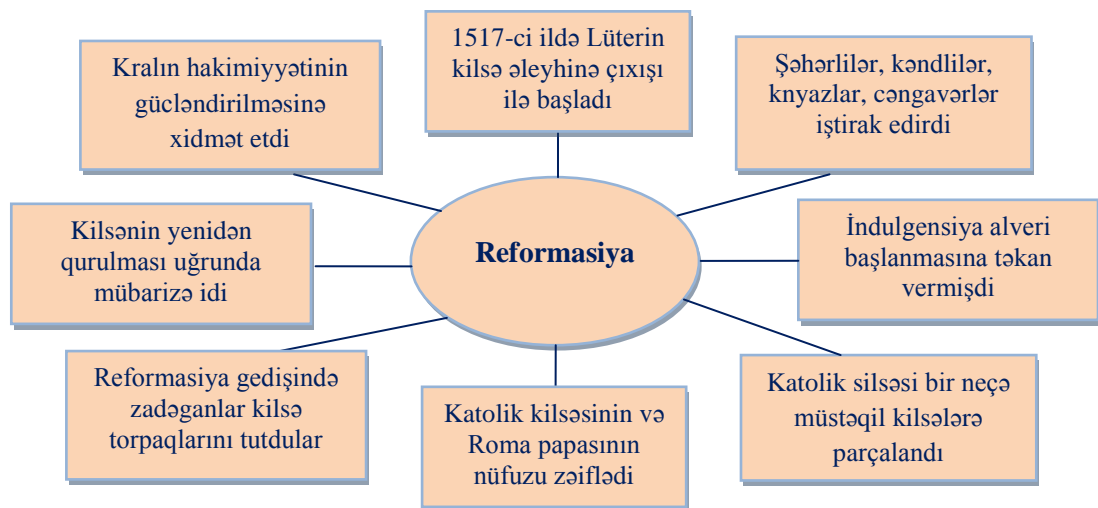 1517-ci ildə Lüterin
kilsə əleyhinə çıxışı
ilə başladı
Kralın hakimiyyətinin
gücləndirilməsinə
xidmət etdi
Şəhərlilər, kəndlilər,
knyazlar, cəngavərlər
iştirak edirdi
Kilsənin yenidən
qurulması uğrunda
mübarizə idi
Reformasiya
İndulgensiya alveri
başlanmasına təkan
vermişdi
Reformasiya gedişində
zadəganlar kilsə
torpaqlarını tutdular
Katolik kilsəsinin və
Roma papasının
nüfuzu zəiflədi
Katolik silsəsi bir neçə
müstəqil kilsələrə
parçalandı